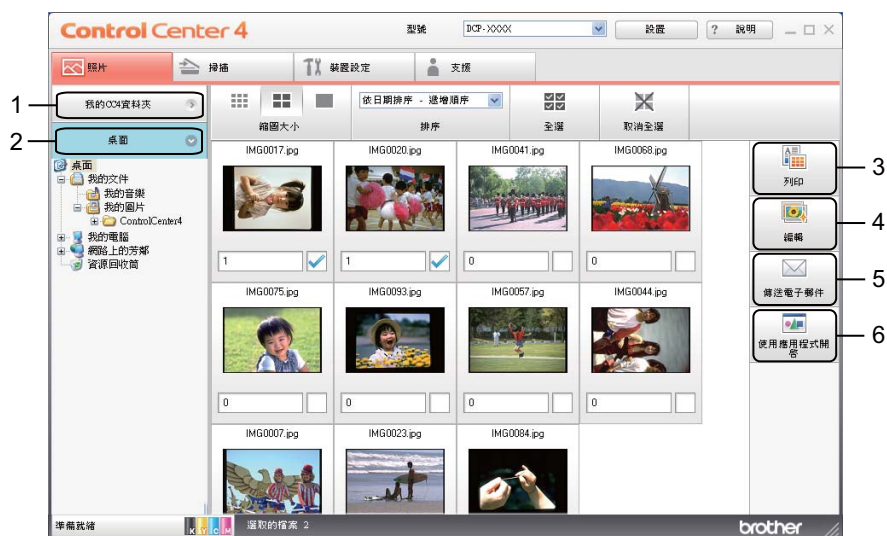 Control Center 4
型號
DCP-XXXX
設置
? 說明
照片
掃描
裝置設定
支援
1
我的CC4資料夾
2
桌面
縮圖大小
依日期排序 - 遞增順序
排序
全選
取消全選
桌面
我的文件
我的音樂
我的圖片
ControlCenter4
我的電腦
網路上的芳鄰
資源回收筒
IMG0017.jpg
IMG0020.jpg
IMG0041.jpg
IMG0068.jpg
1
1
0
0
IMG0075.jpg
IMG0093.jpg
IMG0057.jpg
IMG0044.jpg
0
0
0
0
IMG0007.jpg
IMG0023.jpg
IMG0084.jpg
列印
3
編輯
4
傳送電子郵件
5
使用應用程式開
啓
6
準備就緒
K Y C M
選取的檔案 2
brother